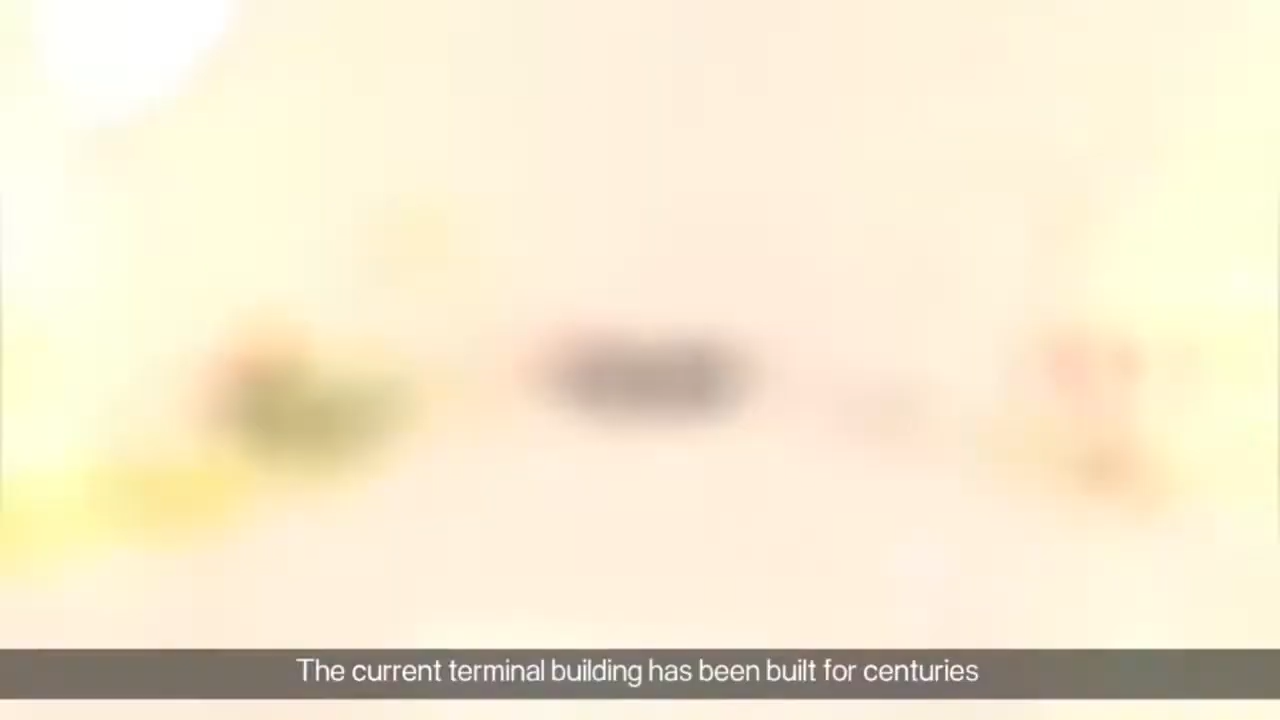 The current terminal building has been built for centuries